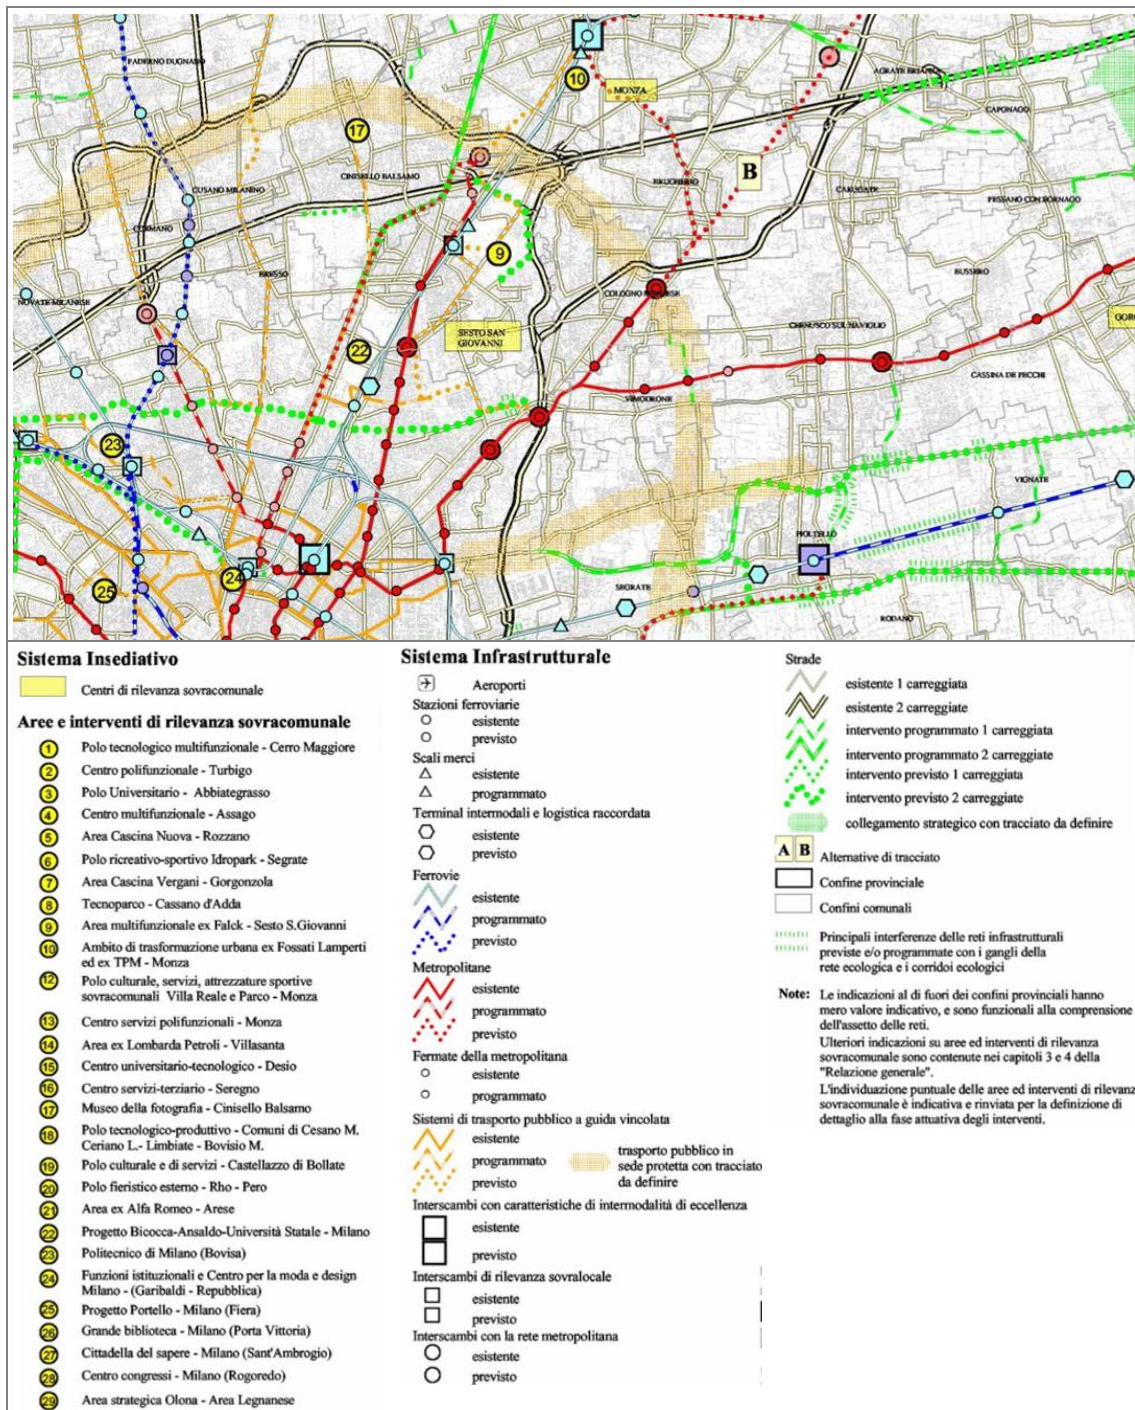 PADERNO DUGNANO
10
MONZA
AGRATE BRIANZA
CAPONAGO
17
CINISELLO BALSAMO
B
CUSANO MILANINO
BRUGHERIO
CARUGATE
PESSANO CON BORNAGO
CORMANO
9
BRESSO
BUSSERO
NOVATE MILANESE
COLOGNO MONZESE
SESTO SAN
GIOVANNI
CERNUSCO SUL NAVIGLIO
GOR
22
CASSINA DE PECCHI
VIMODRONE
23
VIGNATE
PIOLTELLO
24
25
SEGRATE
RODANO
Sistema Insediativo
Centri di rilevanza sovracomunale
Aree e interventi di rilevanza sovracomunale
1 Polo tecnologico multifunzionale - Cerro Maggiore
2 Centro polifunzionale - Turbigo
3 Polo Universitario - Abbiategrasso
4 Centro multifunzionale - Assago
5 Area Cascina Nuova - Rozzano
6 Polo ricreativo-sportivo Idropark - Segrate
7 Area Cascina Vergani - Gorgonzola
8 Tecnoparco - Cassano d'Adda
9 Area multifunzionale ex Falck - Sesto S.Giovanni
10 Ambito di trasformazione urbana ex Fossati Lamperti
ed ex TPM - Monza
12 Polo culturale, servizi, attrezzature sportive
sovracomunali Villa Reale e Parco - Monza
13 Centro servizi polifunzionali - Monza
14 Area ex Lombarda Petroli - Villasanta
15 Centro universitario-tecnologico - Desio
16 Centro servizi-terziario - Seregno
17 Museo della fotografia - Cinisello Balsamo
18 Polo tecnologico-produttivo - Comuni di Cesano M.
Ceriano L.- Limbiate - Bovisio M.
19 Polo culturale e di servizi - Castellazzo di Bollate
20 Polo fieristico esterno - Rho - Pero
21 Area ex Alfa Romeo - Arese
22 Progetto Bicocca-Ansaldo-Università Statale - Milano
23 Politecnico di Milano (Bovisa)
24 Funzioni istituzionali e Centro per la moda e design
Milano - (Garibaldi - Repubblica)
25 Progetto Portello - Milano (Fiera)
26 Grande biblioteca - Milano (Porta Vittoria)
27 Cittadella del sapere - Milano (Sant'Ambrogio)
28 Centro congressi - Milano (Rogoredo)
29 Area strategica Olona - Area Legnanese
Sistema Infrastrutturale
Aeroporti
Stazioni ferroviarie
esistente
previsto
Scali merci
esistente
programmato
Terminal intermodali e logistica raccordata
esistente
previsto
Ferrovie
esistente
programmato
previsto
Metropolitane
esistente
programmato
previsto
Fermate della metropolitana
esistente
programmato
Sistemi di trasporto pubblico a guida vincolata
esistente
programmato
previsto
trasporto pubblico in
sede protetta con tracciato
da definire
Interscambi con caratteristiche di intermodalità di eccellenza
esistente
previsto
Interscambi di rilevanza sovralocale
esistente
previsto
Interscambi con la rete metropolitana
esistente
previsto
Strade
esistente 1 carreggiata
esistente 2 carreggiate
intervento programmato 1 carreggiata
intervento programmato 2 carreggiate
intervento previsto 1 carreggiata
intervento previsto 2 carreggiate
collegamento strategico con tracciato da definire
A B Alternative di tracciato
Confine provinciale
Confini comunali
Principali interferenze delle reti infrastrutturali
previste e/o programmate con i gangli della
rete ecologica e i corridoi ecologici
Note: Le indicazioni al di fuori dei confini provinciali hanno
mero valore indicativo, e sono funzionali alla comprensione
dell'assetto delle reti.
Ulteriori indicazioni su aree ed interventi di rilevanza
sovracomunale sono contenute nei capitoli 3 e 4 della
"Relazione generale".
L'individuazione puntuale delle aree ed interventi di rilevanz
sovracomunale è indicativa e rinviata per la definizione di
dettaglio alla fase attuativa degli interventi.